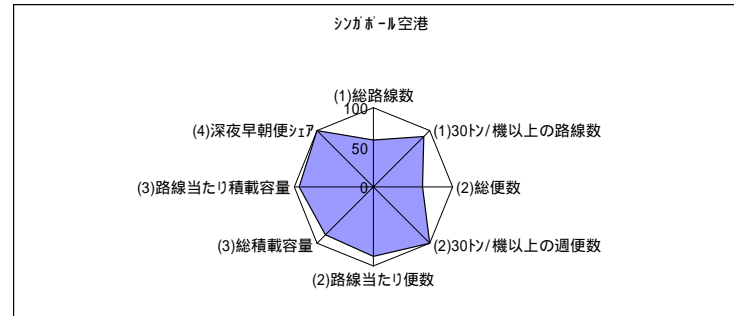 ｼﾝｶﾞﾎﾟｰﾙ空港
(1)総路線数
100
(4)深夜早朝便ｼｪｱ
(1)30ﾄﾝ/機以上の路線数
50
(3)路線当たり積載容量
0
(2)総便数
(3)総積載容量
(2)30ﾄﾝ/機以上の週便数
(2)路線当たり便数